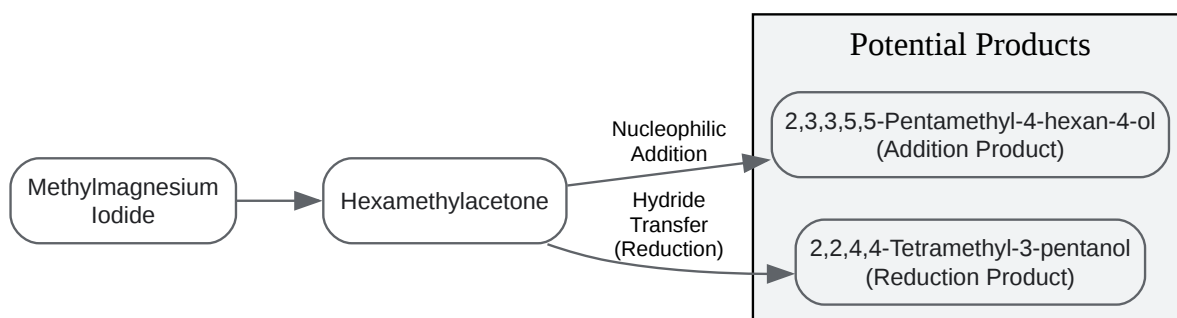 Potential Products
2,3,3,5,5-Pentamethyl-4-hexan-4-ol
(Addition Product)
Nucleophilic
Addition
Methylmagnesium
Iodide
Hexamethylacetone
Hydride
Transfer
(Reduction)
2,2,4,4-Tetramethyl-3-pentanol
(Reduction Product)